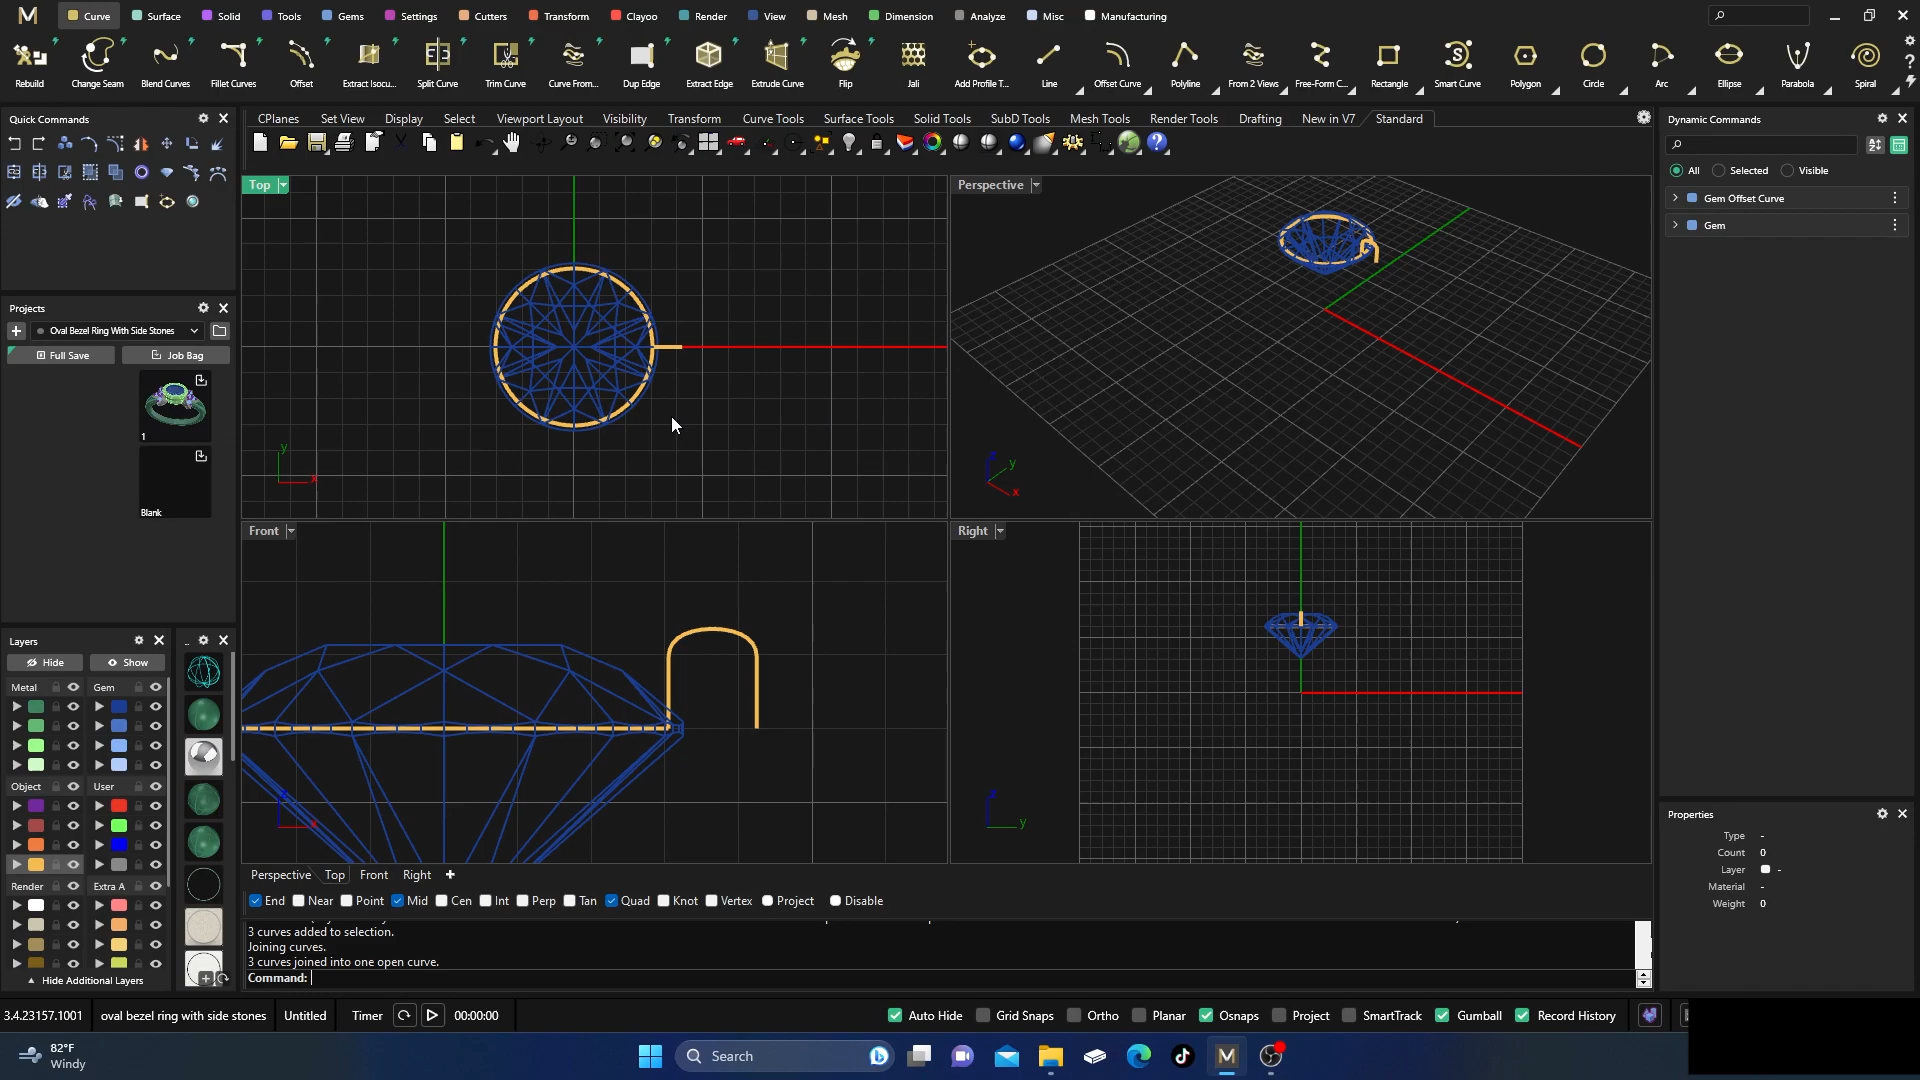 Curve Surface Solid Tools Gems Settings Cutters Transform Clayoo Render View Mesh Dimension Analyze Misc Manufacturing
Rebuild Change Seam Blend Curves Fillet Curves Offset Extract Isocu... Split Curve Trim Curve Curve From... Dup Edge Extract Edge Extrude Curve Flip Jali Add Profile T... Line Offset Curve Polyline From 2 Views Free-Form C... Rectangle Smart Curve Polygon Circle Arc Ellipse Parabola Spiral
Quick Commands
CPlanes Set View Display Select Viewport Layout Visibility Transform Curve Tools Surface Tools Solid Tools SubD Tools Mesh Tools Render Tools Drafting New in V7 Standard
Dynamic Commands
All Selected Visible
Gem Offset Curve
Gem
Top
Perspective
y
x
y
x
Projects
Oval Bezel Ring With Side Stones
Full Save Job Bag
1
Blank
Front
Right
x
y
Layers
Hide Show
Metal Gem
Object User
Render Extra A
Hide Additional Layers
Perspective Top Front Right
End Near Point Mid Cen Int Perp Tan Quad Knot Vertex Project Disable
3 curves added to selection.
Joining curves.
3 curves joined into one open curve.
Command:
Properties
Type -
Count 0
Layer -
Material -
Weight 0
3.4.23157.1001 oval bezel ring with side stones Untitled Timer 00:00:00 Auto Hide Grid Snaps Ortho Planar Osnaps Project SmartTrack Gumball Record History
82°F
Windy
Search